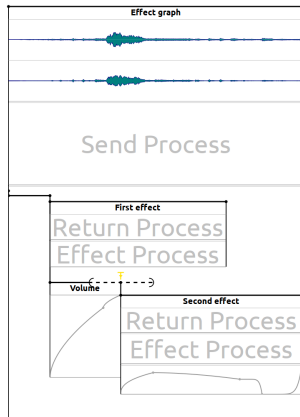 Effect graph
Send Process
First effect
Return Process
Effect Process
Volume
Second effect
Return Process
Effect Process